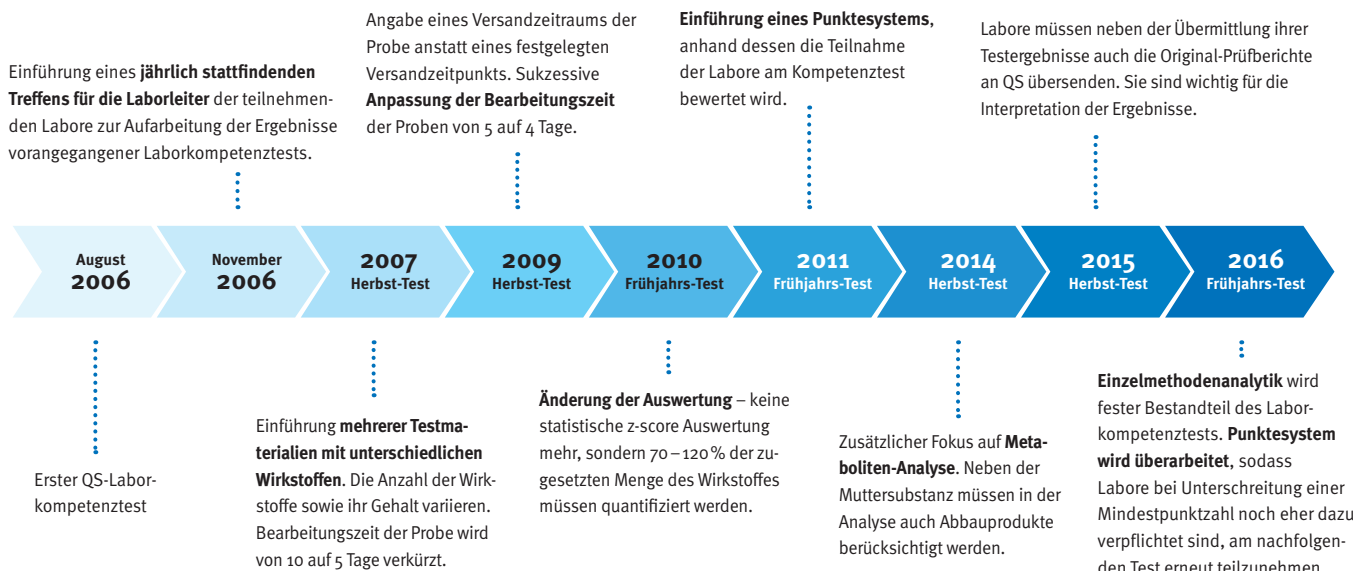 Einführung eines jährlich stattfindenden
Treffens für die Laborleiter der teilnehmen-
den Labore zur Aufarbeitung der Ergebnisse
vorangegangener Laborkompetenztests.
Angabe eines Versandzeitraums der
Probe anstatt eines festgelegten
Versandzeitpunkts. Sukzessive
Anpassung der Bearbeitungszeit
der Proben von 5 auf 4 Tage.
Einführung eines Punktesystems,
anhand dessen die Teilnahme
der Labore am Kompetenztest
bewertet wird.
Labore müssen neben der Übermittlung ihrer
Testergebnisse auch die Original-Prüfberichte
an QS übersenden. Sie sind wichtig für die
Interpretation der Ergebnisse.
August
2006
November
2006
2007
Herbst-Test
2009
Herbst-Test
2010
Frühjahrs-Test
2011
Frühjahrs-Test
2014
Herbst-Test
2015
Herbst-Test
2016
Frühjahrs-Test
Erster QS-Labor-
kompetenztest
Einführung mehrerer Testma-
terialien mit unterschiedlichen
Wirkstoffen. Die Anzahl der Wirk-
stoffe sowie ihr Gehalt variieren.
Bearbeitungszeit der Probe wird
von 10 auf 5 Tage verkürzt.
Änderung der Auswertung – keine
statistische z-score Auswertung
mehr, sondern 70–120% der zu-
gesetzten Menge des Wirkstoffes
müssen quantifiziert werden.
Zusätzlicher Fokus auf Meta-
boliten-Analyse. Neben der
Muttersubstanz müssen in der
Analyse auch Abbauprodukte
berücksichtigt werden.
Einzelmethodenanalytik wird
fester Bestandteil des Labor-
kompetenztests. Punktesystem
wird überarbeitet, sodass
Labore bei Unterschreitung einer
Mindestpunktzahl noch eher dazu
verpflichtet sind, am nachfolgen-
den Test erneut teilzunehmen